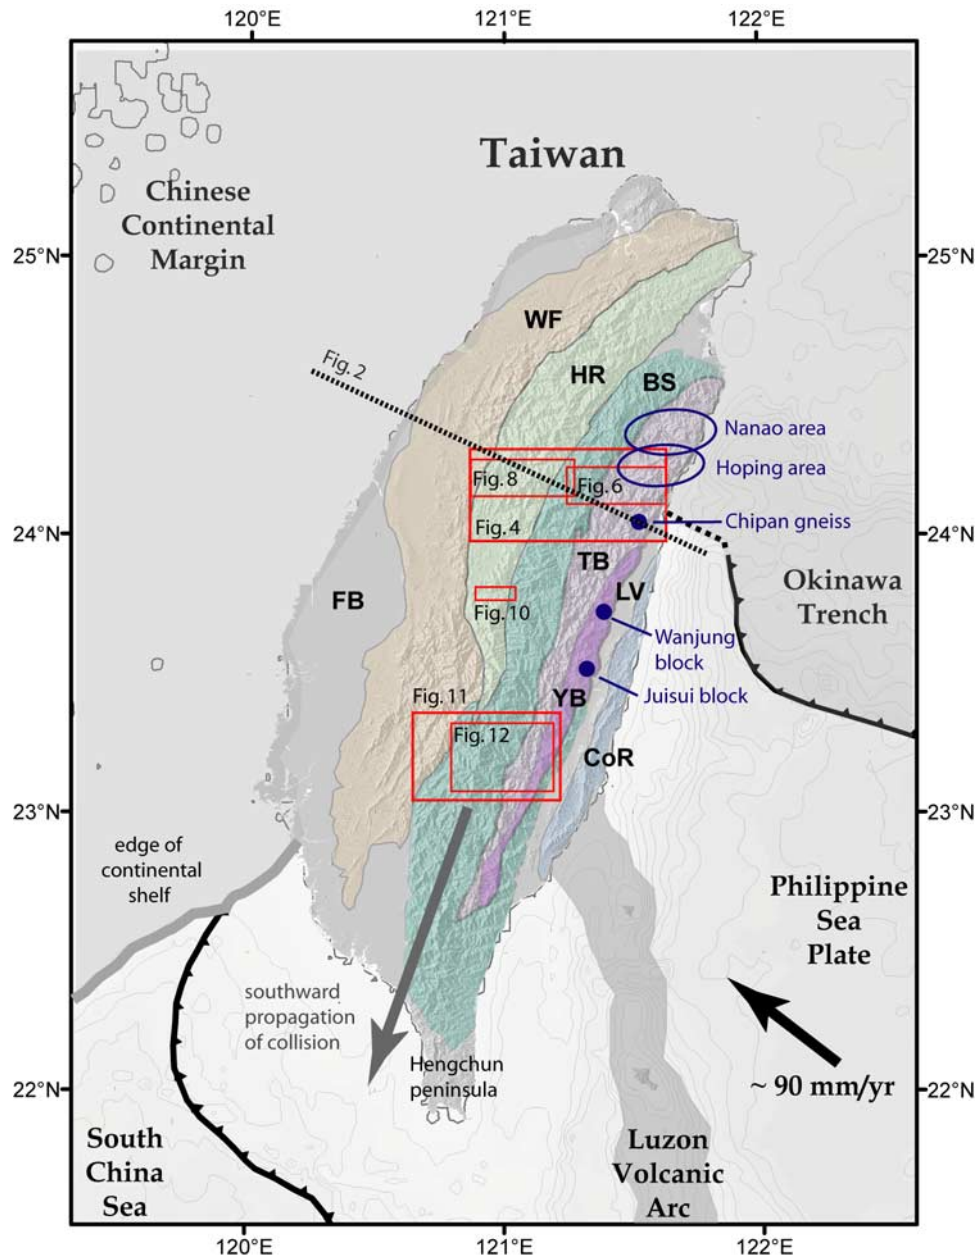 120°E
121°E
122°E
Taiwan
Chinese
Continental
Margin
25°N
25°N
WF
Fig. 2
HR
BS
Nanao area
Hoping area
Fig. 8
Fig. 6
Fig. 4
Chipan gneiss
24°N
24°N
TB
LV
FB
Okinawa
Trench
Fig. 10
Wanjung
block
Juisui block
Fig. 11
YB
Fig. 12
CoR
23°N
23°N
edge of
continental
shelf
Philippine
Sea
Plate
southward
propagation
of collision
Hengchun
peninsula
22°N
22°N
~ 90 mm/yr
South
China
Sea
Luzon
Volcanic
Arc
120°E
121°E
122°E